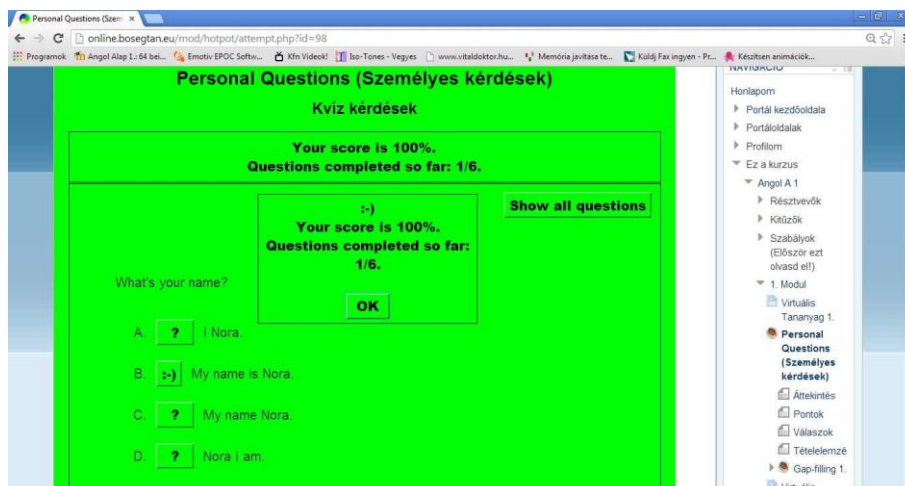 Personal Questions (Szem
online.bosegtan.eu/mod/hotpot/attempt.php?id=98
Programok
Angol Alap 1.: 64 bei...
Emotiv EPOC Softw...
Kfn Videók!
Iso-Tones - Vegyes
www.vitaldoktor.hu...
Memória javítása te...
Küldj Fax ingyen - Pr...
Készítsen animációk...
Personal Questions (Személyes kérdések)
Kvíz kérdések
Your score is 100%.
Questions completed so far: 1/6.
:-)
Your score is 100%.
Questions completed so far:
1/6.
OK
Show all questions
What's your name?
A. ? I Nora.
B. :-) My name is Nora.
C. ? My name Nora.
D. ? Nora I am.
NAVIGÁCIÓ
Honlapom
Portál kezdőoldala
Portáloldalak
Profilom
Ez a kurzus
Angol A 1
Résztvevők
Kitűzők
Szabályok
(Először ezt
olvasd el!)
1. Modul
Virtuális
Tananyag 1.
Personal
Questions
(Személyes
kérdések)
Áttekintés
Pontok
Válaszok
Tételelemzé
Gap-filling 1.
Virtuális